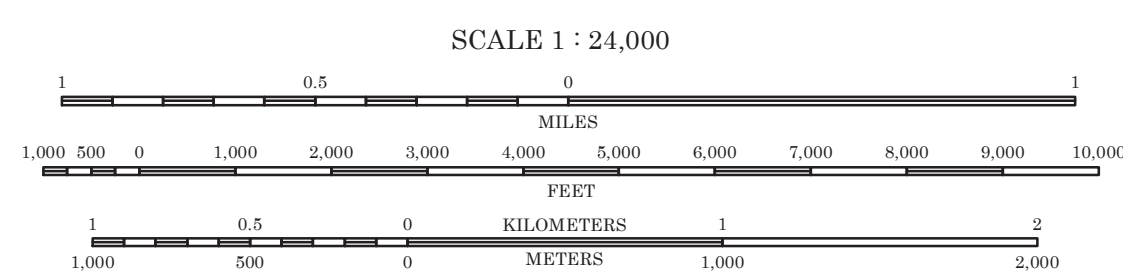 SCALE 1 : 24,000
1 0.5 0 1
MILES
1,000 500 0 1,000 2,000 3,000 4,000 5,000 6,000 7,000 8,000 9,000 10,000
FEET
1 0.5 0 KILOMETERS 1 2
1,000 500 0 METERS 1,000 2,000